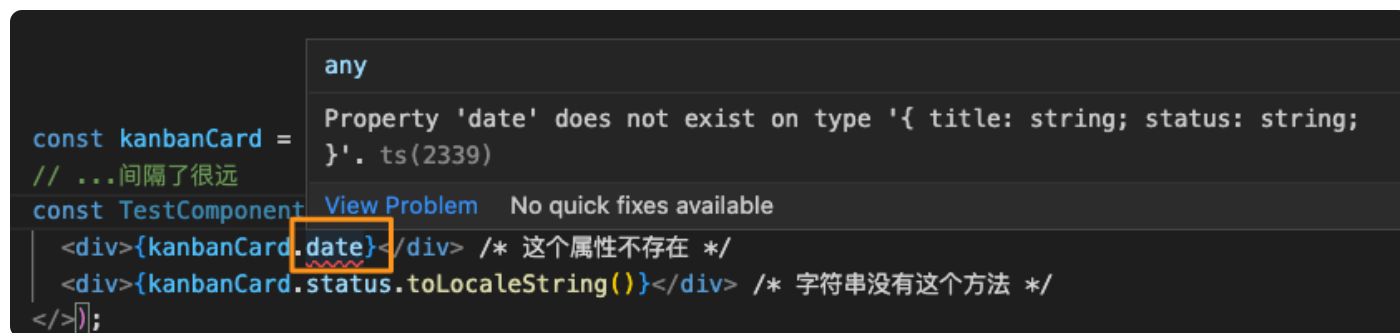 any
Property 'date' does not exist on type '{ title: string; status: string;
}'. ts(2339)
View Problem No quick fixes available
const kanbanCard =
// ...间隔了很远
const TestComponent
<div>{kanbanCard.date}</div> /* 这个属性不存在 */
<div>{kanbanCard.status.toLocaleString()}</div> /* 字符串没有这个方法 */
</>);